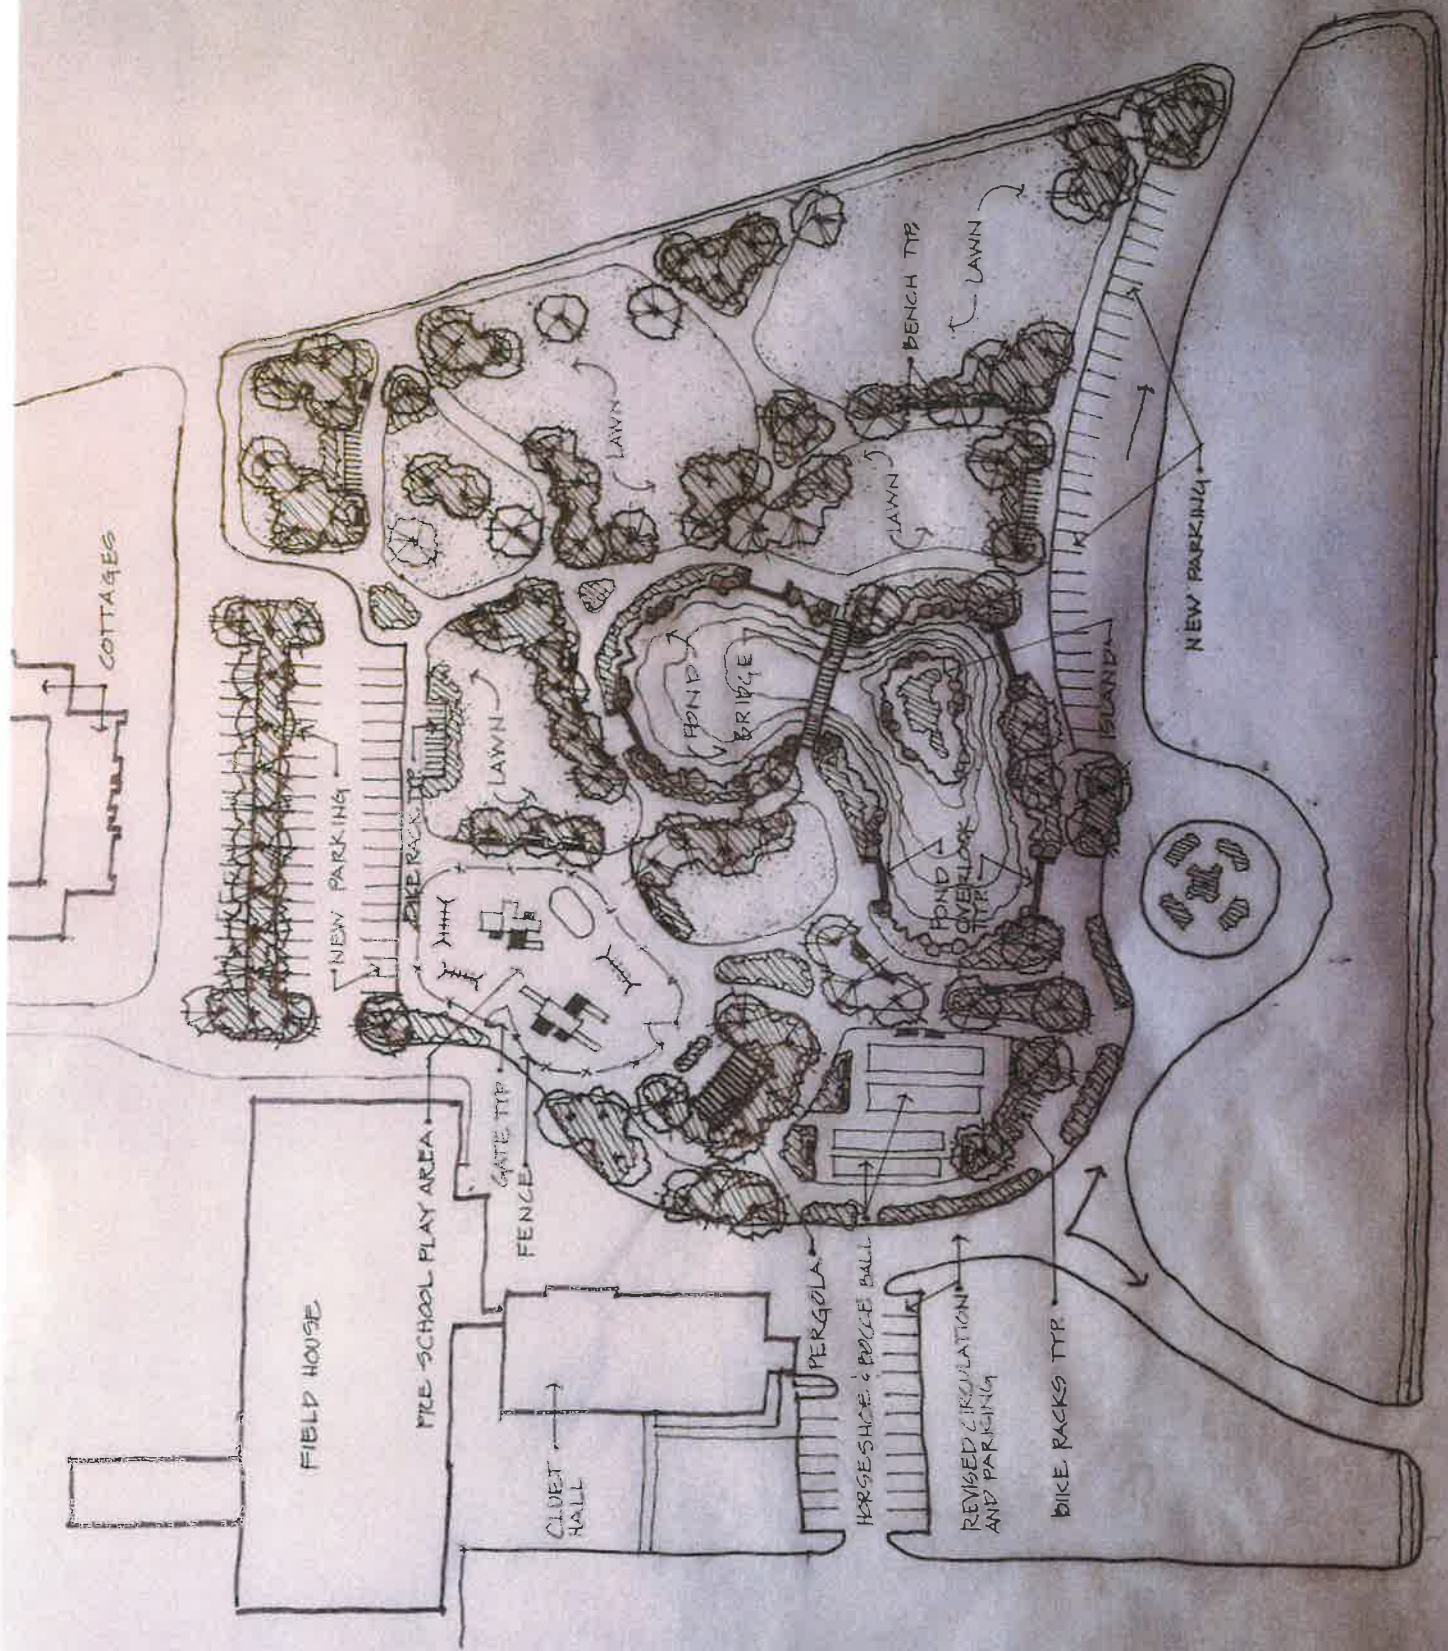 COTTAGES
NEW PARKING
BIKE RACK TYP.
LAWN
LAWN
LAWN
LAWN
BENCH TYP.
POND
BRIDGE
ISLAND
NEW PARKING
POND
OVERLOOK
TYP.
FIELD HOUSE
PRE SCHOOL PLAY AREA
GATE TYP.
FENCE
CLUET
HALL
PERGOLA
HORSESHOE & BOCCE BALL
REVISED CIRCULATION
AND PARKING
BIKE RACKS TYP.